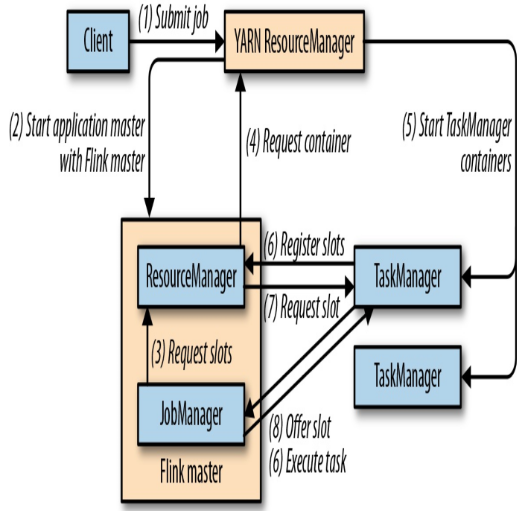 (1) Submit job
Client
YARN ResourceManager
(2) Start application master
with Flink master
(4) Request container
(5) Start TaskManager
containers
(6) Register slots
ResourceManager
TaskManager
(7) Request slot
(3) Request slots
TaskManager
JobManager
(8) Offer slot
(6) Execute task
Flink master